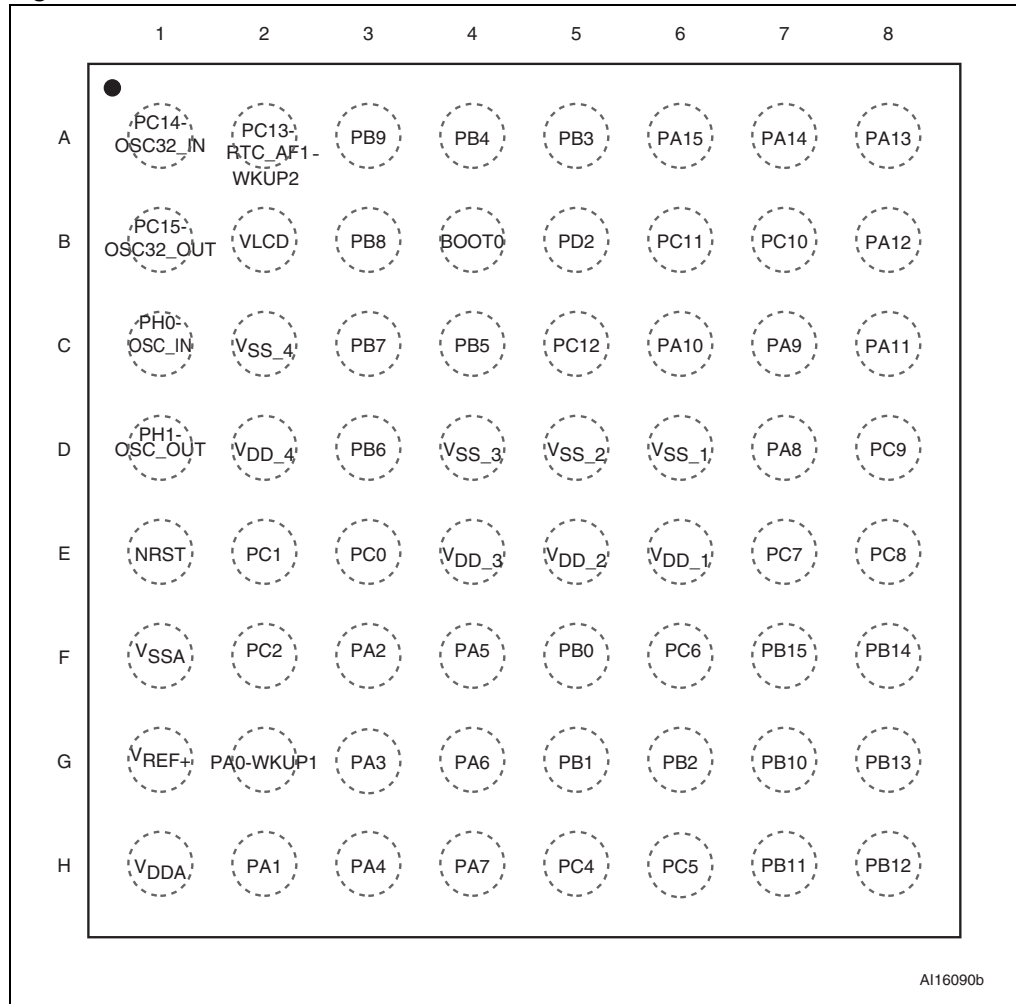 1 2 3 4 5 6 7 8
A PC14-OSC32_IN PC13-RTC_AF1-WKUP2 PB9 PB4 PB3 PA15 PA14 PA13
B PC15-OSC32_OUT VLCD PB8 BOOT0 PD2 PC11 PC10 PA12
C PH0-OSC_IN VSS_4 PB7 PB5 PC12 PA10 PA9 PA11
D PH1-OSC_OUT VDD_4 PB6 VSS_3 VSS_2 VSS_1 PA8 PC9
E NRST PC1 PC0 VDD_3 VDD_2 VDD_1 PC7 PC8
F VSSA PC2 PA2 PA5 PB0 PC6 PB15 PB14
G VREF+ PA0-WKUP1 PA3 PA6 PB1 PB2 PB10 PB13
H VDDA PA1 PA4 PA7 PC4 PC5 PB11 PB12
AI16090b